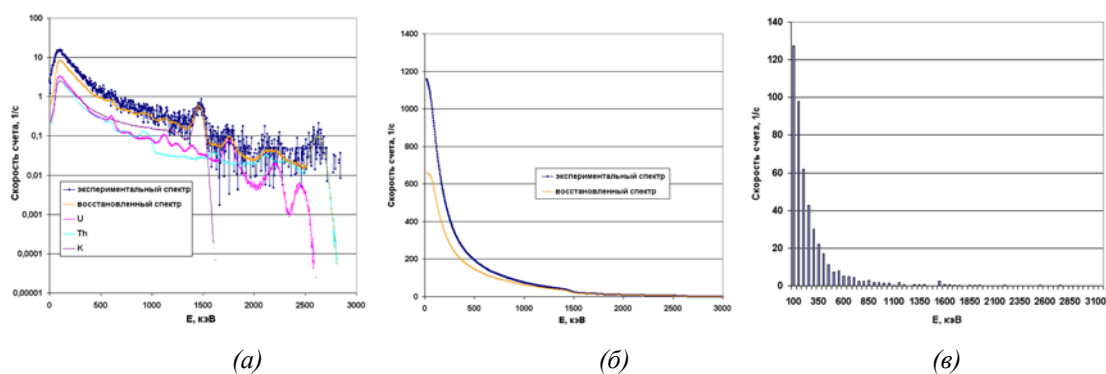 Скорость счета, 1/с
100
10
1
0,1
0,01
0,001
0,0001
0,00001
0 500 1000 1500 2000 2500 3000
E, кэВ
экспериментальный спектр
восстановленный спектр
U
Th
K
(а)
Скорость счета, 1/с
1400
1200
1000
800
600
400
200
0
0 500 1000 1500 2000 2500 3000
E, кэВ
экспериментальный спектр
восстановленный спектр
(б)
Скорость счета, 1/с
140
120
100
80
60
40
20
0
100 350 600 850 1100 1350 1600 1850 2100 2350 2600 2850 3100
E, кэВ
(в)